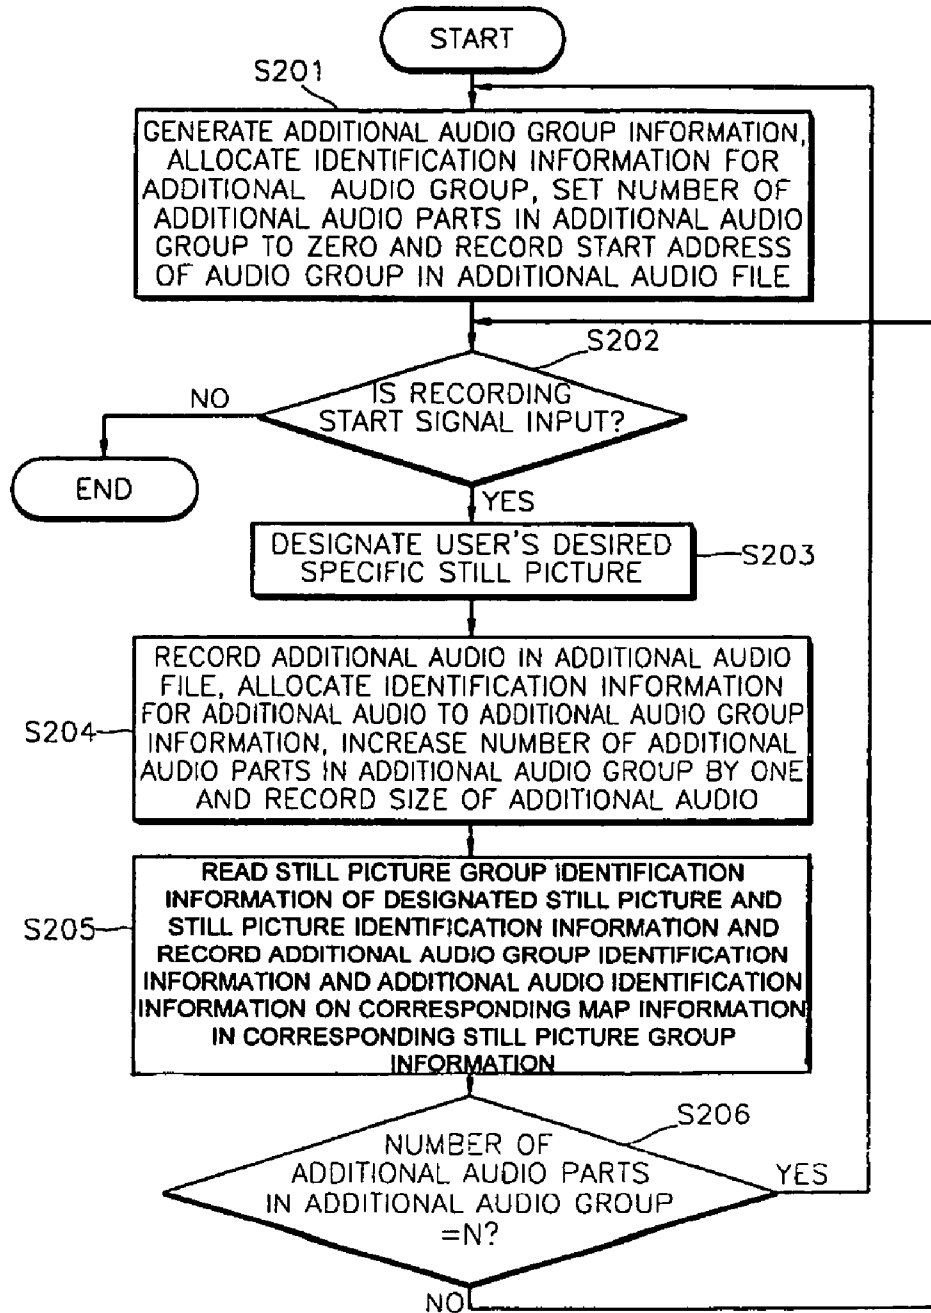 START
S201
GENERATE ADDITIONAL AUDIO GROUP INFORMATION,
ALLOCATE IDENTIFICATION INFORMATION FOR
ADDITIONAL AUDIO GROUP, SET NUMBER OF
ADDITIONAL AUDIO PARTS IN ADDITIONAL AUDIO
GROUP TO ZERO AND RECORD START ADDRESS
OF AUDIO GROUP IN ADDITIONAL AUDIO FILE
S202
IS RECORDING
START SIGNAL INPUT?
NO
END
YES
DESIGNATE USER'S DESIRED
SPECIFIC STILL PICTURE
S203
RECORD ADDITIONAL AUDIO IN ADDITIONAL AUDIO
FILE, ALLOCATE IDENTIFICATION INFORMATION
FOR ADDITIONAL AUDIO TO ADDITIONAL AUDIO GROUP
INFORMATION, INCREASE NUMBER OF ADDITIONAL
AUDIO PARTS IN ADDITIONAL AUDIO GROUP BY ONE
AND RECORD SIZE OF ADDITIONAL AUDIO
S204
READ STILL PICTURE GROUP IDENTIFICATION
INFORMATION OF DESIGNATED STILL PICTURE AND
STILL PICTURE IDENTIFICATION INFORMATION AND
RECORD ADDITIONAL AUDIO GROUP IDENTIFICATION
INFORMATION AND ADDITIONAL AUDIO IDENTIFICATION
INFORMATION ON CORRESPONDING MAP INFORMATION
IN CORRESPONDING STILL PICTURE GROUP
INFORMATION
S205
S206
NUMBER OF
ADDITIONAL AUDIO PARTS
IN ADDITIONAL AUDIO GROUP
=N?
YES
NO